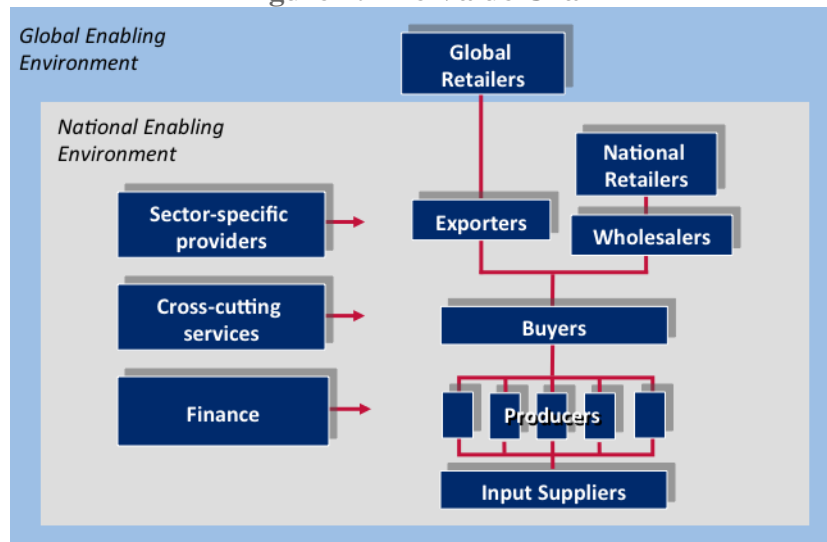 Global Enabling
Environment
Global
Retailers
National Enabling
Environment
National
Retailers
Sector-specific
providers
Exporters
Wholesalers
Cross-cutting
services
Buyers
Finance
Producers
Input Suppliers